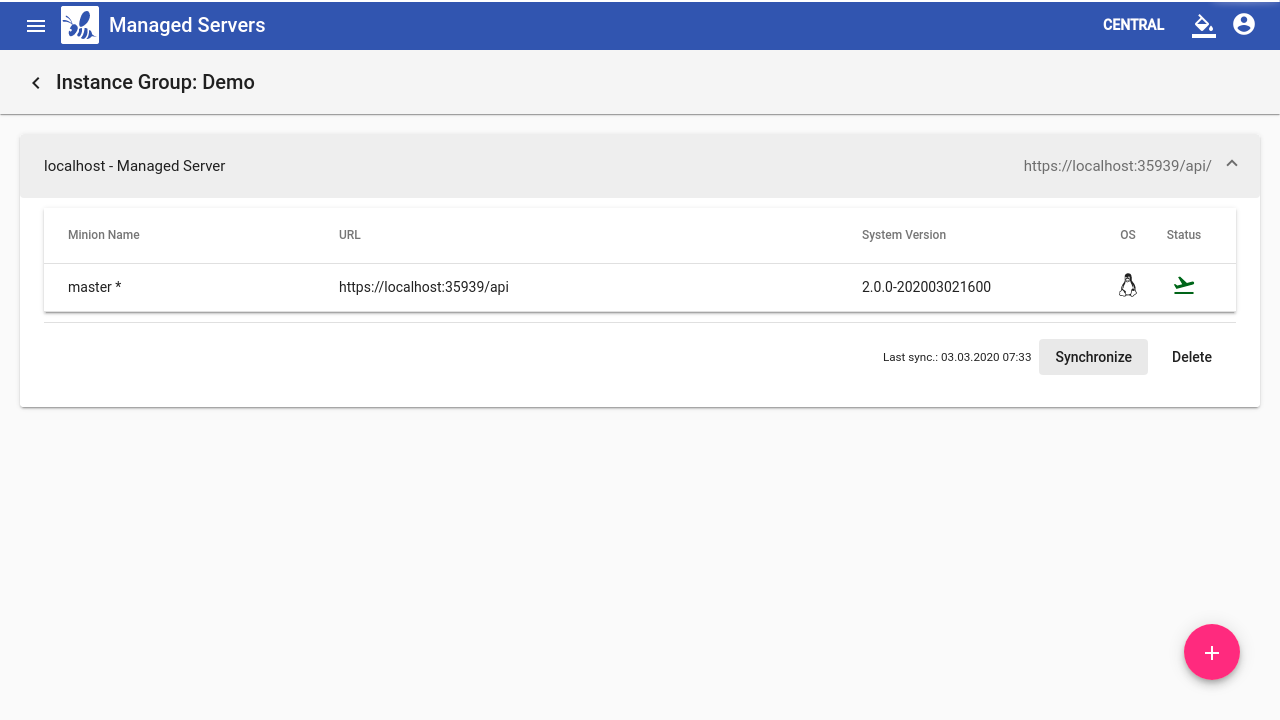 Managed Servers
CENTRAL
Instance Group: Demo
localhost - Managed Server
https://localhost:35939/api/
Minion Name URL System Version OS Status
master * https://localhost:35939/api 2.0.0-202003021600
Last sync.: 03.03.2020 07:33 Synchronize Delete